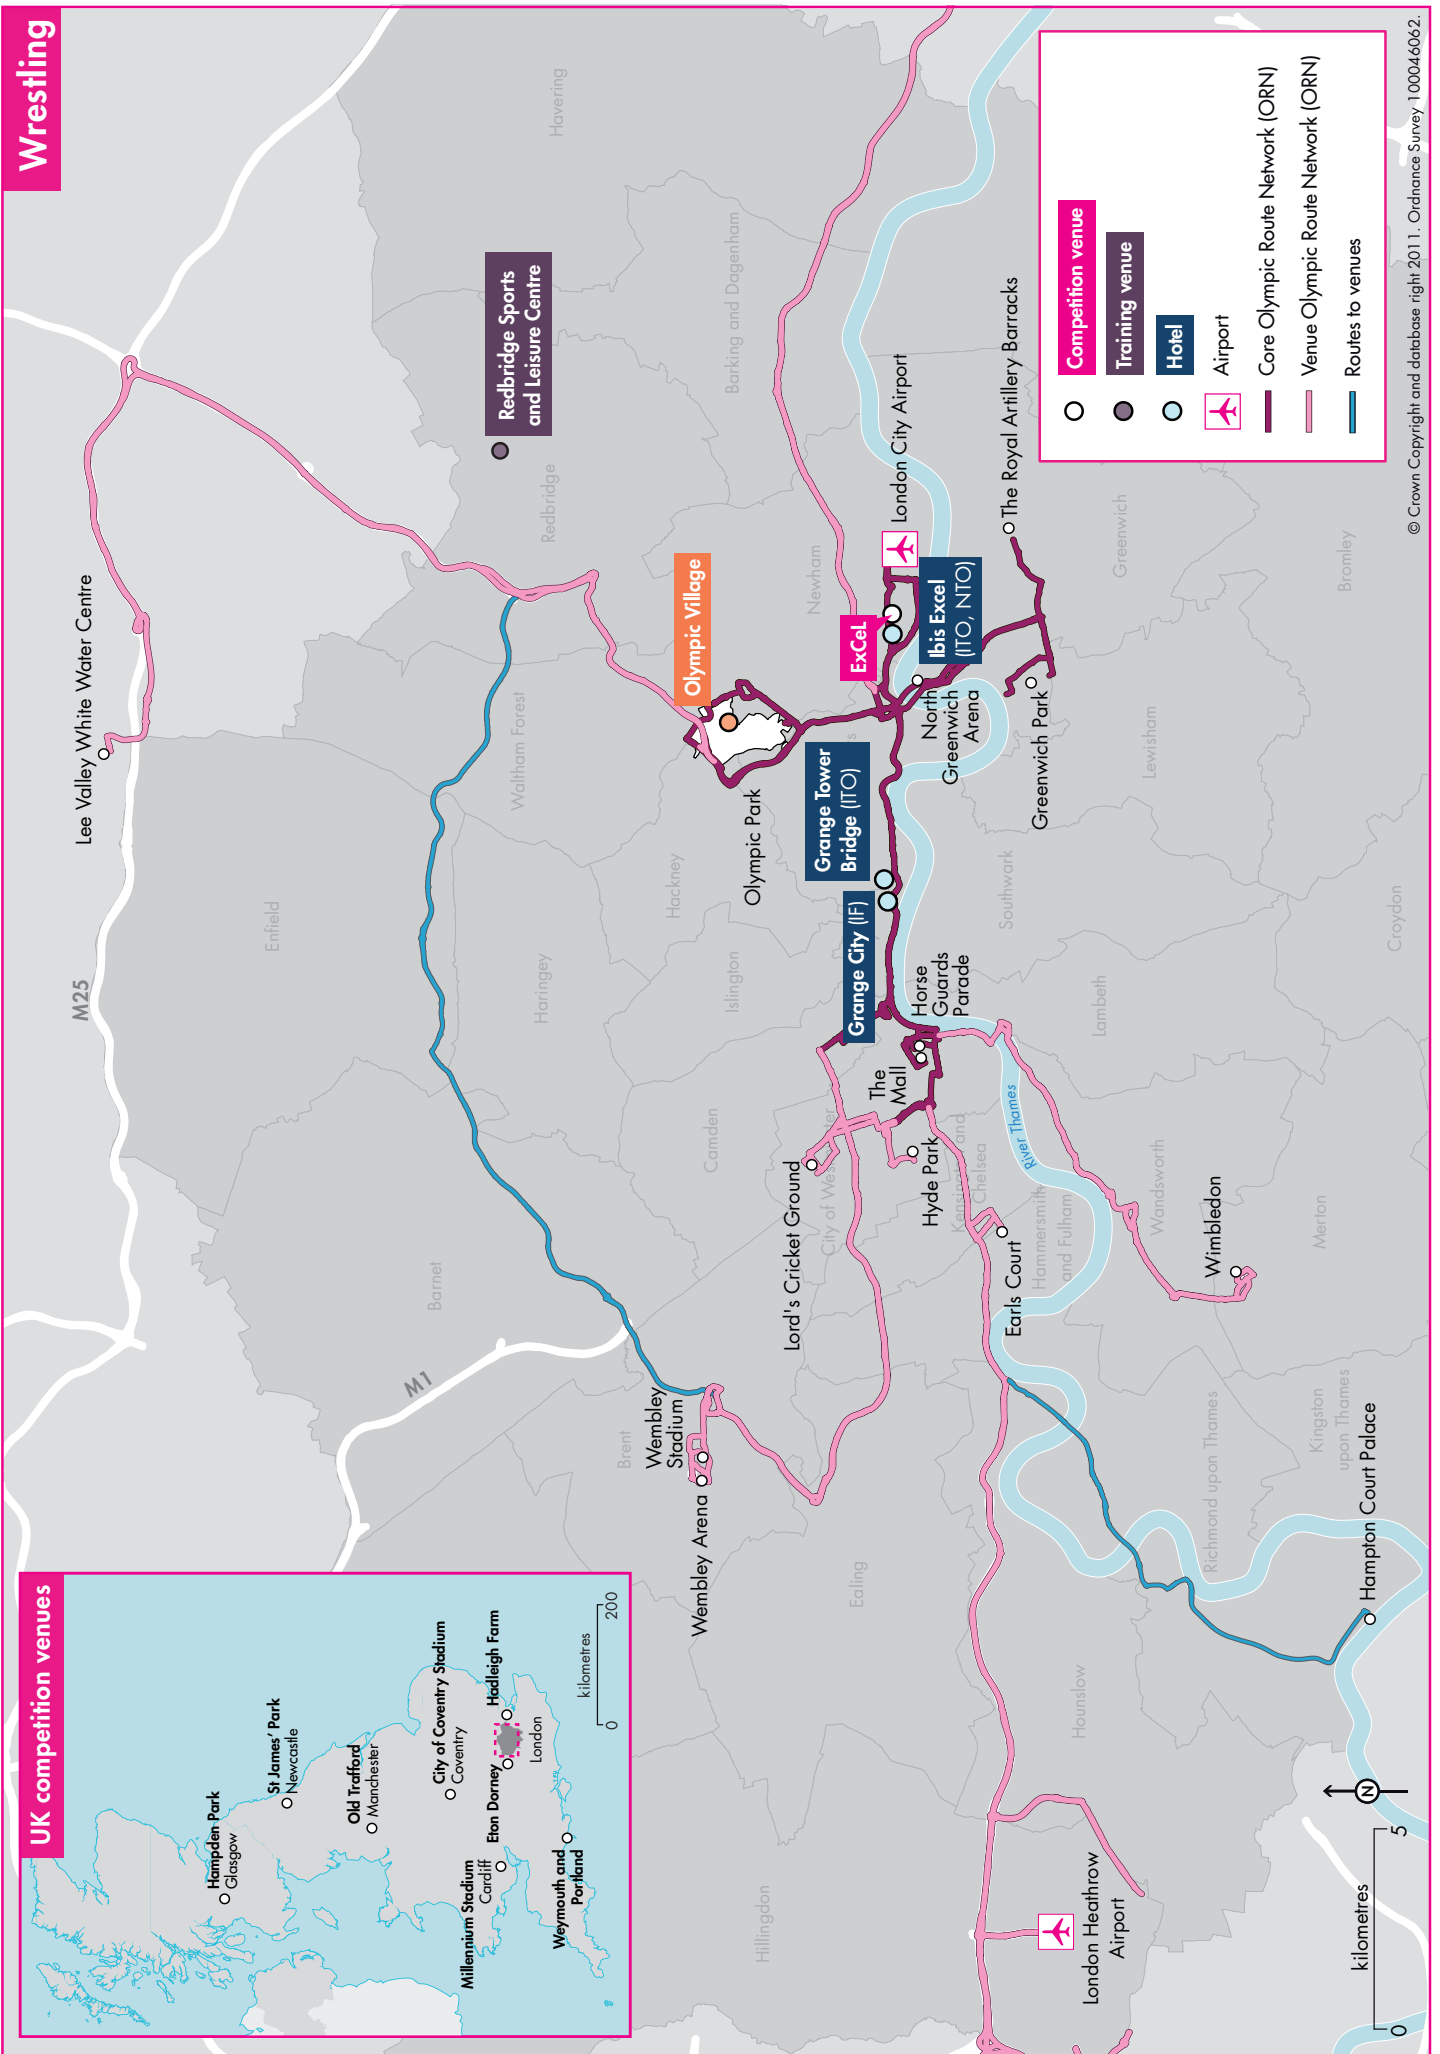 Wrestling
UK competition venues
Hampden Park
Glasgow
St James' Park
Newcastle
Old Trafford
Manchester
City of Coventry Stadium
Coventry
Millennium Stadium
Cardiff
Eton Dorney
Hadleigh Farm
London
Weymouth and
Portland
kilometres
0
200
M25
M1
Lee Valley White Water Centre
Havering
Redbridge Sports
and Leisure Centre
Redbridge
Barking and Dagenham
Enfield
Waltham Forest
Haringey
Barnet
Hackney
Islington
Camden
Brent
Newham
Olympic Village
Olympic Park
Wembley
Stadium
Wembley Arena
Lord's Cricket Ground
Grange Tower
Bridge (ITO)
Grange City (IF)
ExCeL
Ibis Excel
(ITO, NTO)
London City Airport
The Royal Artillery Barracks
North
Greenwich
Arena
Greenwich Park
Greenwich
Lewisham
Bromley
Southwark
Lambeth
Croydon
Horse
Guards
Parade
The
Mall
Hyde Park
Kensington and
Chelsea
Earls Court
Hammersmith
and Fulham
River Thames
Wandsworth
Wimbledon
Merton
Ealing
Hillingdon
Hounslow
Richmond upon Thames
Kingston
upon Thames
Hampton Court Palace
London Heathrow
Airport
N
kilometres
0
5
Competition venue
Training venue
Hotel
Airport
Core Olympic Route Network (ORN)
Venue Olympic Route Network (ORN)
Routes to venues
© Crown Copyright and database right 2011. Ordnance Survey 100046062.